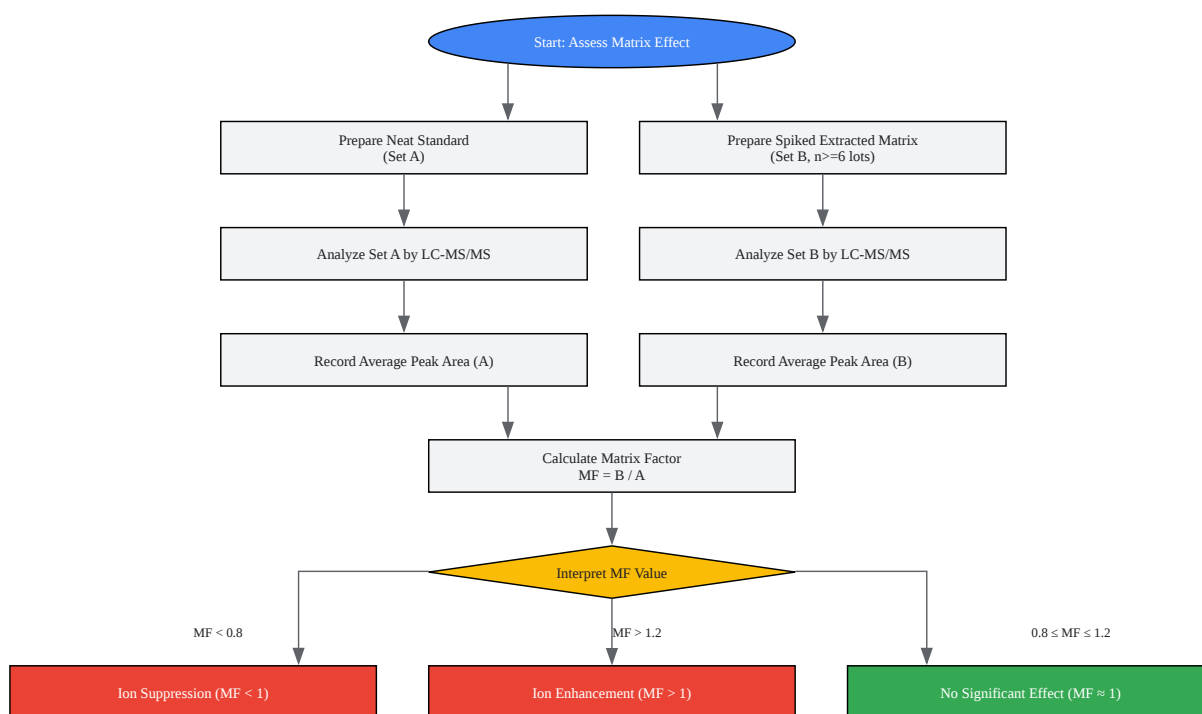 Start: Assess Matrix Effect
Prepare Neat Standard
(Set A)
Prepare Spiked Extracted Matrix
(Set B, n>=6 lots)
Analyze Set A by LC-MS/MS
Analyze Set B by LC-MS/MS
Record Average Peak Area (A)
Record Average Peak Area (B)
Calculate Matrix Factor
MF = B / A
Interpret MF Value
MF < 0.8
MF > 1.2
0.8 ≤ MF ≤ 1.2
Ion Suppression (MF < 1)
Ion Enhancement (MF > 1)
No Significant Effect (MF ≈ 1)